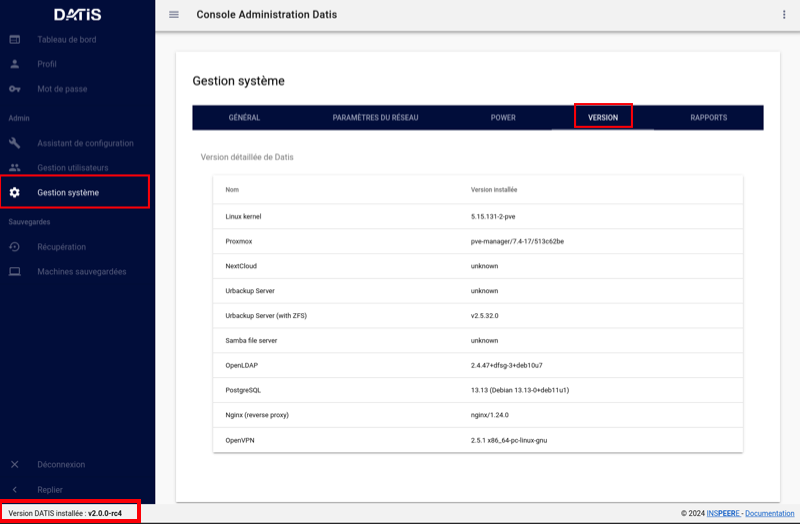 DATIS
Console Administration Datis
Tableau de bord
Profil
Mot de passe
Admin
Assistant de configuration
Gestion utilisateurs
Gestion système
Sauvegardes
Récupération
Machines sauvegardées
Déconnexion
Replier
Version DATIS installée : v2.0.0-rc4
Gestion système
GÉNÉRAL PARAMÈTRES DU RÉSEAU POWER VERSION RAPPORTS
Version détaillée de Datis
Nom Version installée
Linux kernel 5.15.131-2-pve
Proxmox pve-manager/7.4-17/513c62be
NextCloud unknown
Urbackup Server unknown
Urbackup Server (with ZFS) v2.5.32.0
Samba file server unknown
OpenLDAP 2.4.47+dfsg-3+deb10u7
PostgreSQL 13.13 (Debian 13.13-0+deb11u1)
Nginx (reverse proxy) nginx/1.24.0
OpenVPN 2.5.1 x86_64-pc-linux-gnu
© 2024 INSPEERE - Documentation